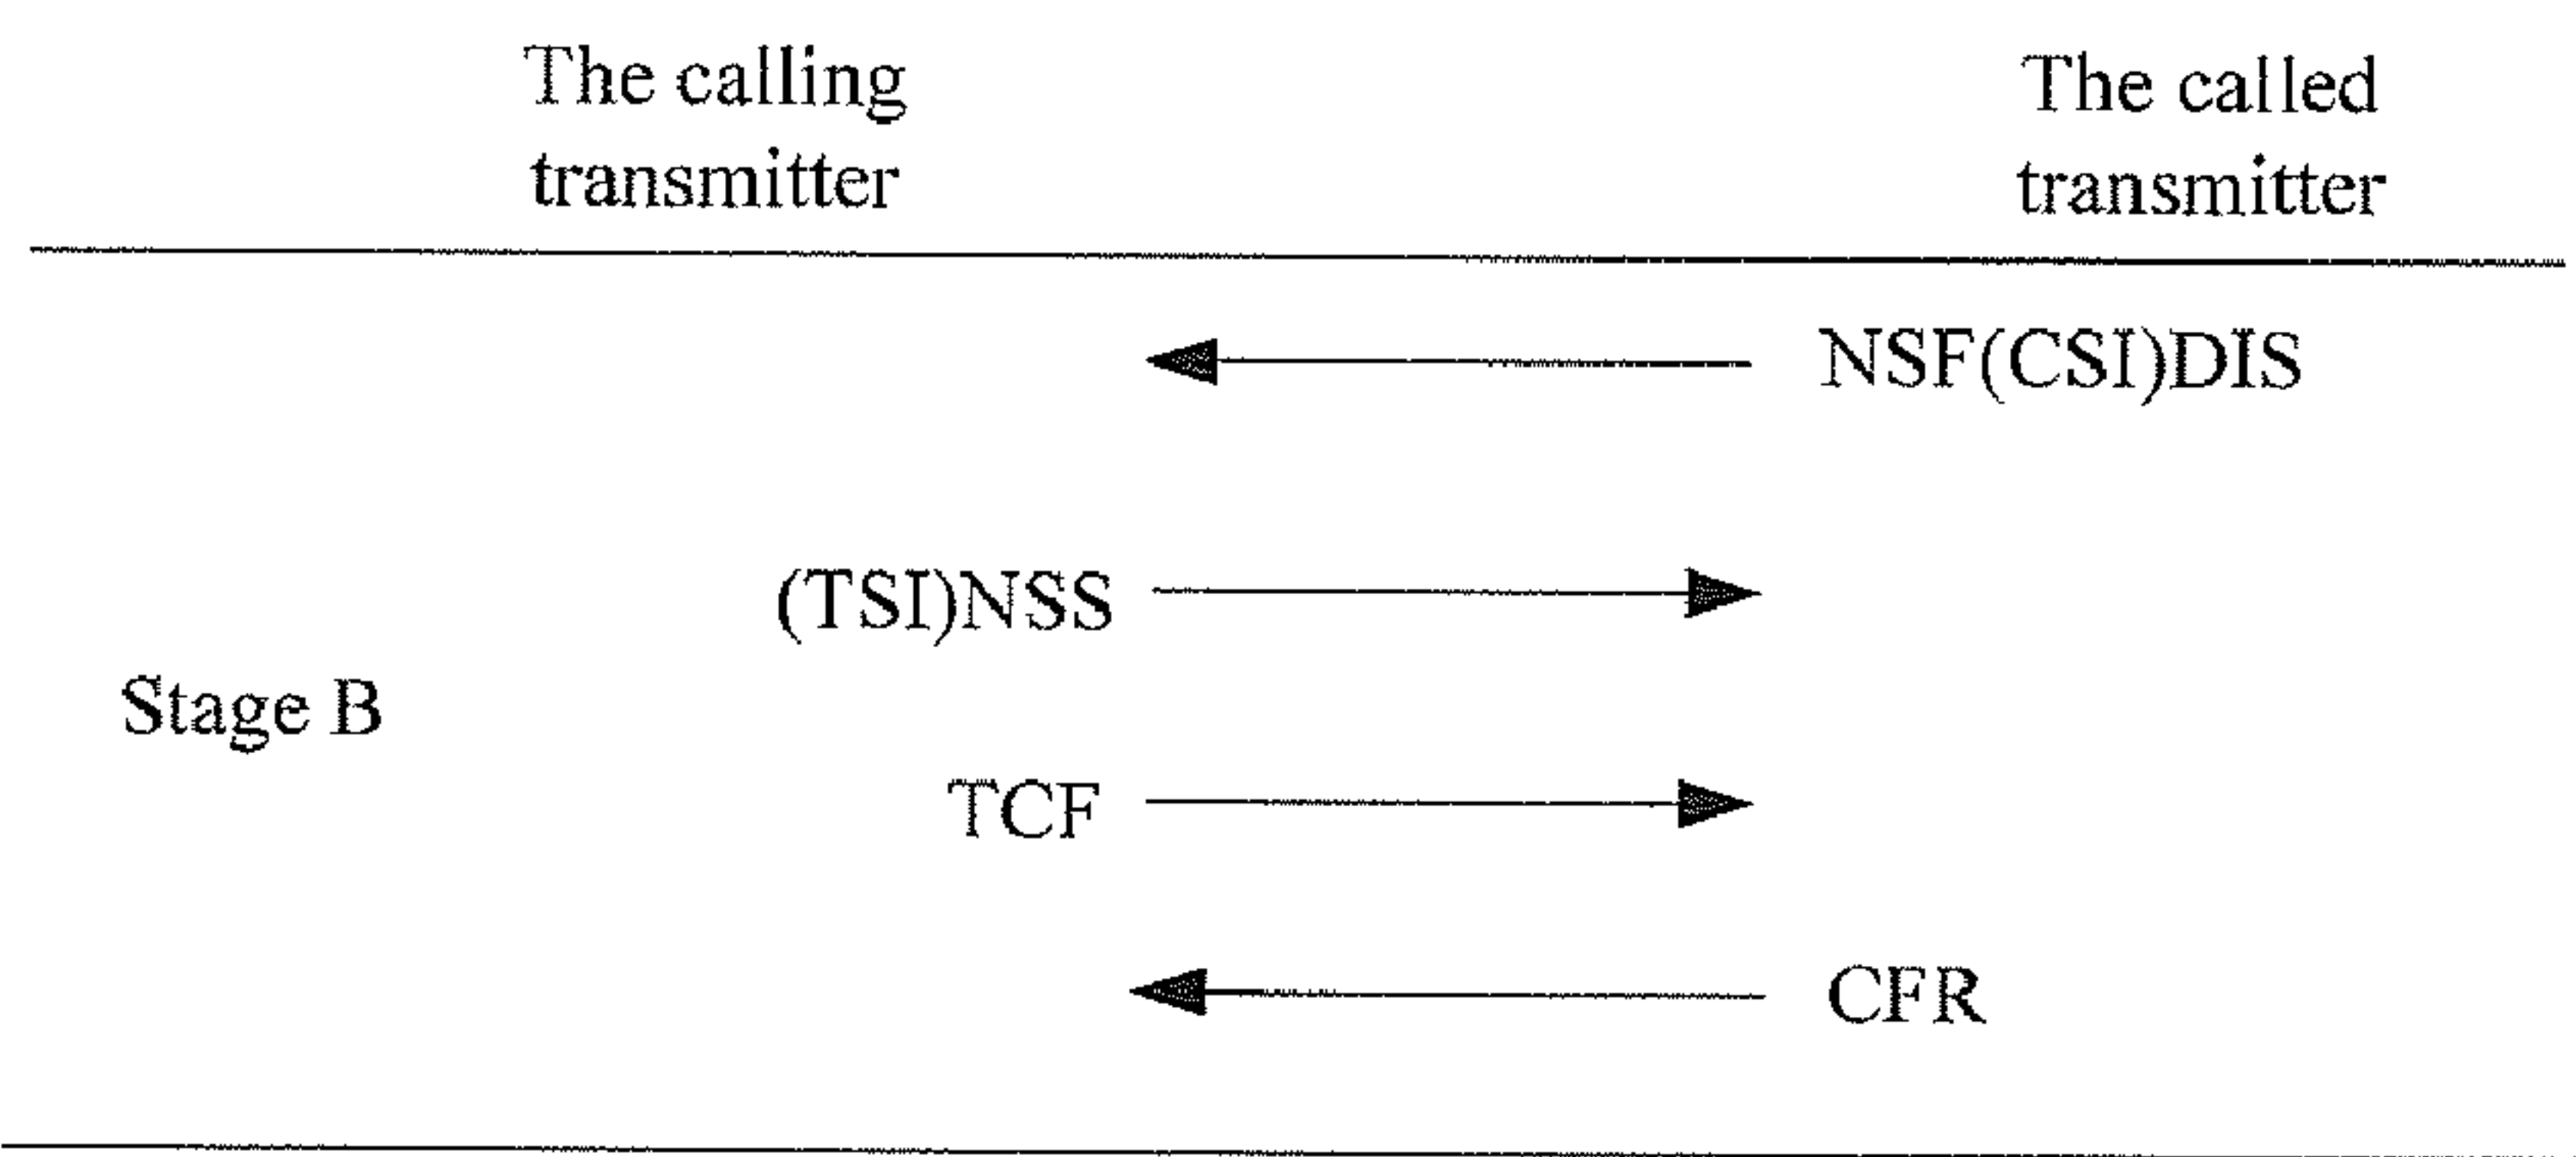 The calling
transmitter
The called
transmitter
NSF(CSI)DIS
(TSI)NSS
Stage B
TCF
CFR